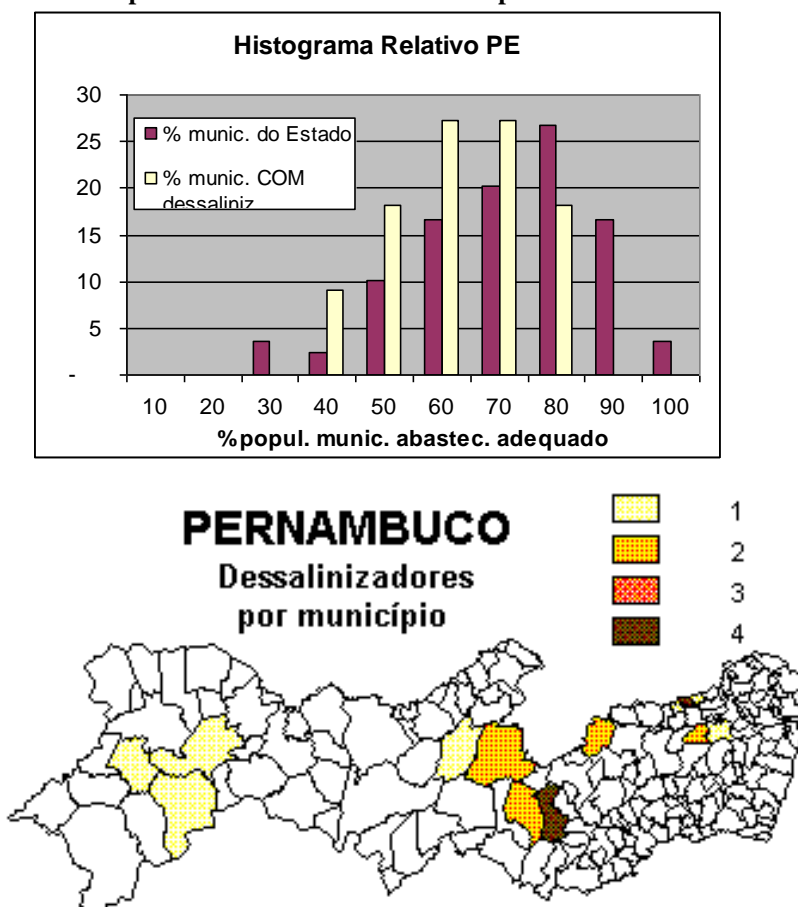 Histograma Relativo PE
30
25
20
15
10
5
-
% munic. do Estado
% munic. COM
dessaliniz
10 20 30 40 50 60 70 80 90 100
%popul. munic. abastec. adequado
PERNAMBUCO
Dessalinizadores
por município
1
2
3
4